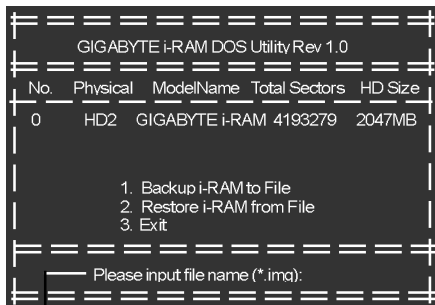 GIGABYTE i-RAM DOS Utility Rev 1.0
No. Physical ModelName Total Sectors HD Size
0 HD2 GIGABYTE i-RAM 4193279 2047MB
1. Backup i-RAM to File
2. Restore i-RAM from File
3. Exit
Please input file name (*.img):